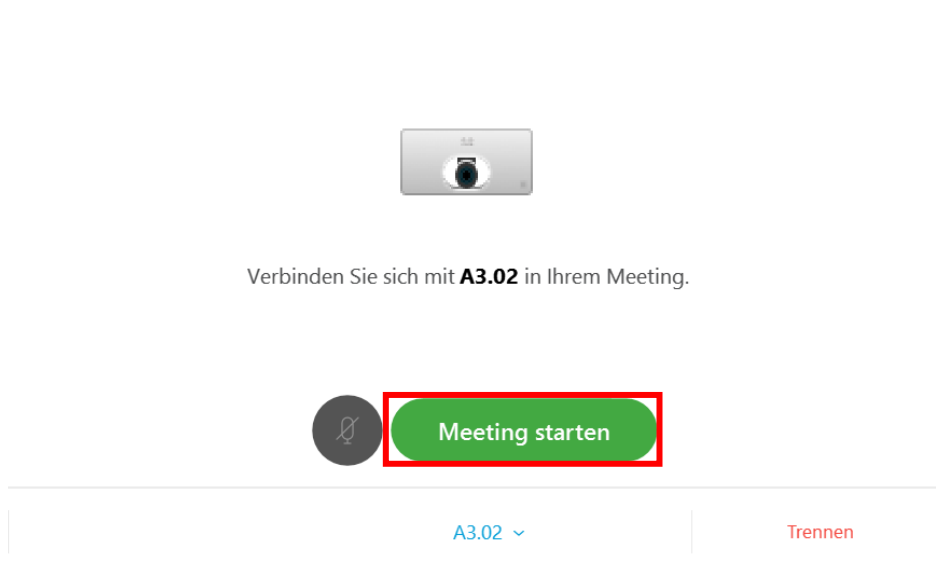 Verbinden Sie sich mit A3.02 in Ihrem Meeting.
Meeting starten
A3.02
Trennen